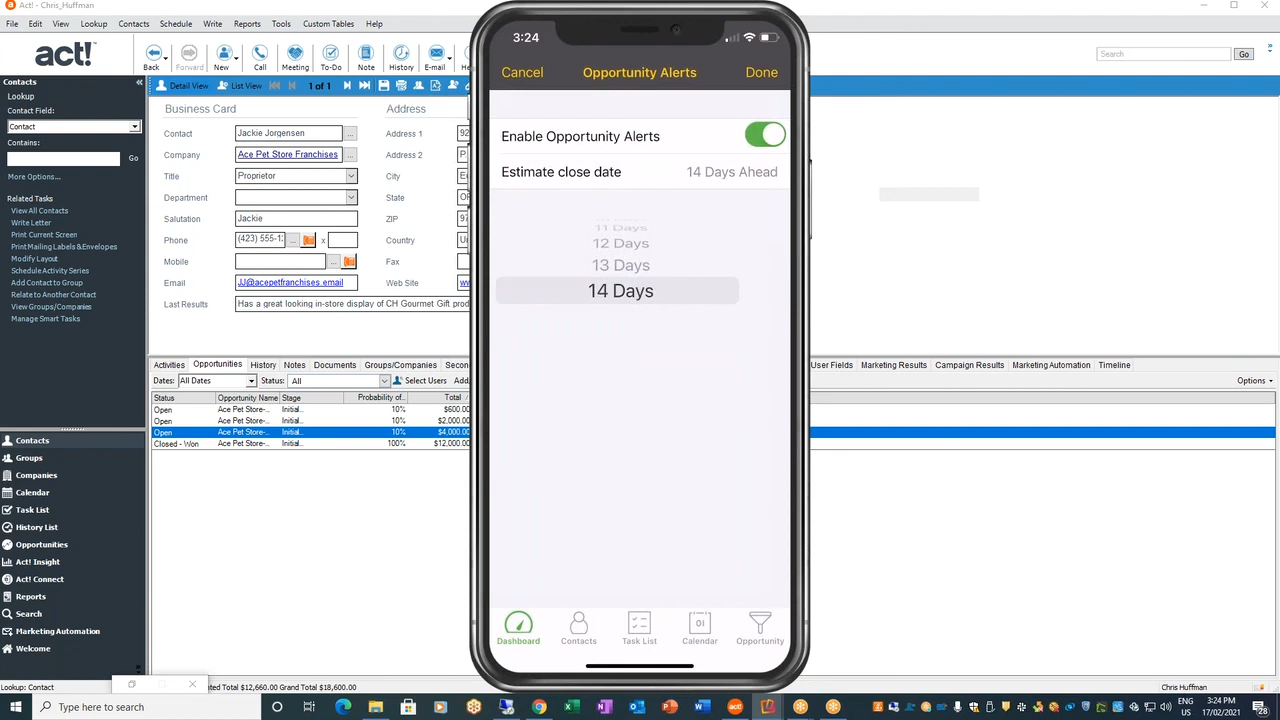 Act! - Chris_Huffman
File Edit View Lookup Contacts Schedule Write Reports Tools Custom Tables Help
act!
Back Forward New Call Meeting To-Do Note History E-mail
Search Go
Contacts
Detail View List View 1 of 1
Lookup
Contact Field:
Contact
Contains:
Go
More Options...
Related Tasks
View All Contacts
Write Letter
Print Current Screen
Print Mailing Labels & Envelopes
Modify Layout
Schedule Activity Series
Add Contact to Group
Relate to Another Contact
View Groups/Companies
Manage Smart Tasks
Contacts
Groups
Companies
Calendar
Task List
History List
Opportunities
Act! Insight
Act! Connect
Reports
Search
Marketing Automation
Welcome
Business Card Address
Contact Jackie Jorgensen Address 1 92
Company Ace Pet Store Franchises Address 2
Title Proprietor City
Department State
Salutation Jackie ZIP 97
Phone (423) 555-1 x Country
Mobile Fax
Email JJ@acepetfranchises.email Web Site
Last Results Has a great looking in-store display of CH Gourmet Gift prod
Activities Opportunities History Notes Documents Groups/Companies Secon
User Fields Marketing Results Campaign Results Marketing Automation Timeline
Dates: All Dates Status: All Select Users Add Options
Status Opportunity Name Stage Probability of... Total
Open Ace Pet Store-... Initial... 10% $600.00
Open Ace Pet Store-... Initial... 10% $2,000.00
Open Ace Pet Store-... Initial... 10% $4,000.00
Closed - Won Ace Pet Store-... Initial... 100% $12,000.00
3:24
Cancel Opportunity Alerts Done
Enable Opportunity Alerts
Estimate close date 14 Days Ahead
11 Days
12 Days
13 Days
14 Days
Dashboard Contacts Task List Calendar Opportunity
Lookup: Contact
Total $12,660.00 Grand Total $18,600.00
Chris Huffman
Type here to search
ENG
US
3:24 PM
17/02/2021